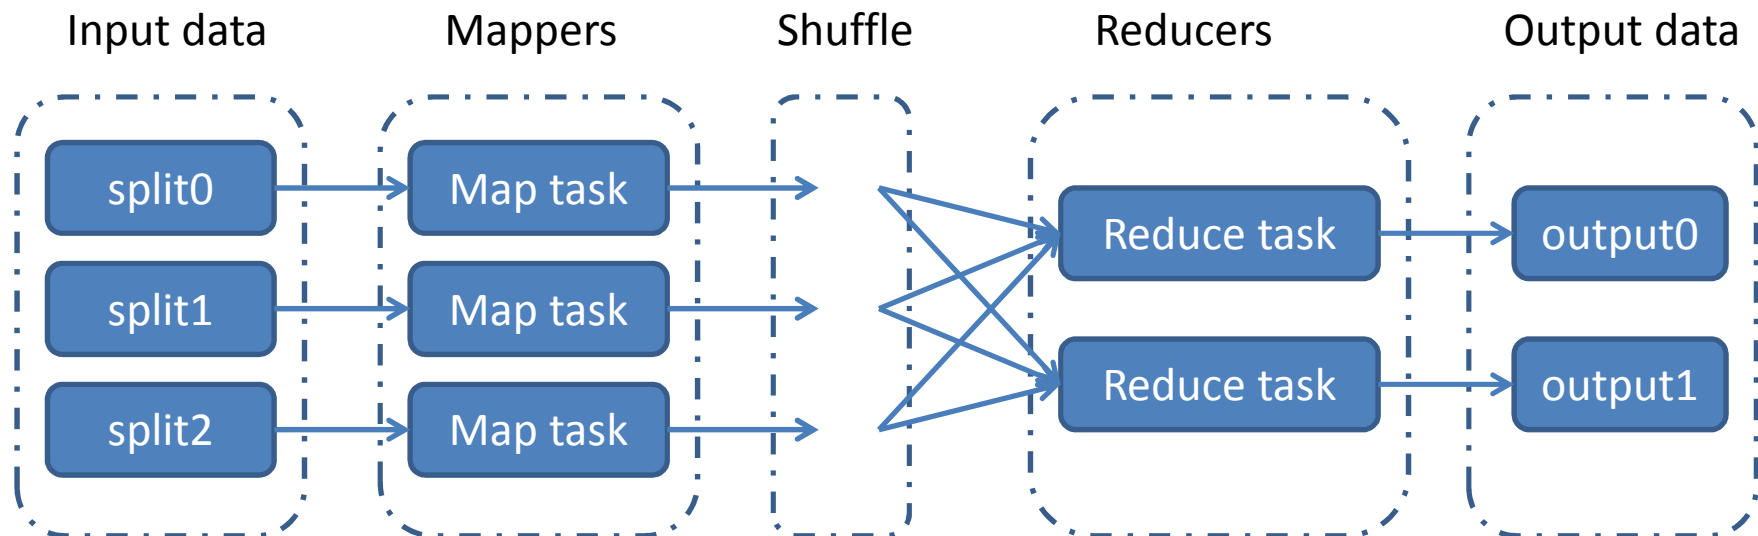 Input data
Mappers
Shuffle
Reducers
Output data
split0
Map task
split1
Map task
split2
Map task
Reduce task
output0
Reduce task
output1